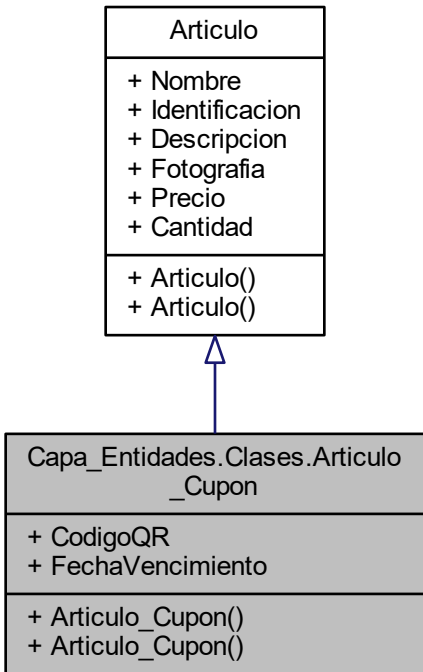 Articulo
+ Nombre
+ Identificacion
+ Descripcion
+ Fotografia
+ Precio
+ Cantidad
+ Articulo()
+ Articulo()
Capa_Entidades.Clases.Articulo
_Cupon
+ CodigoQR
+ FechaVencimiento
+ Articulo_Cupon()
+ Articulo_Cupon()